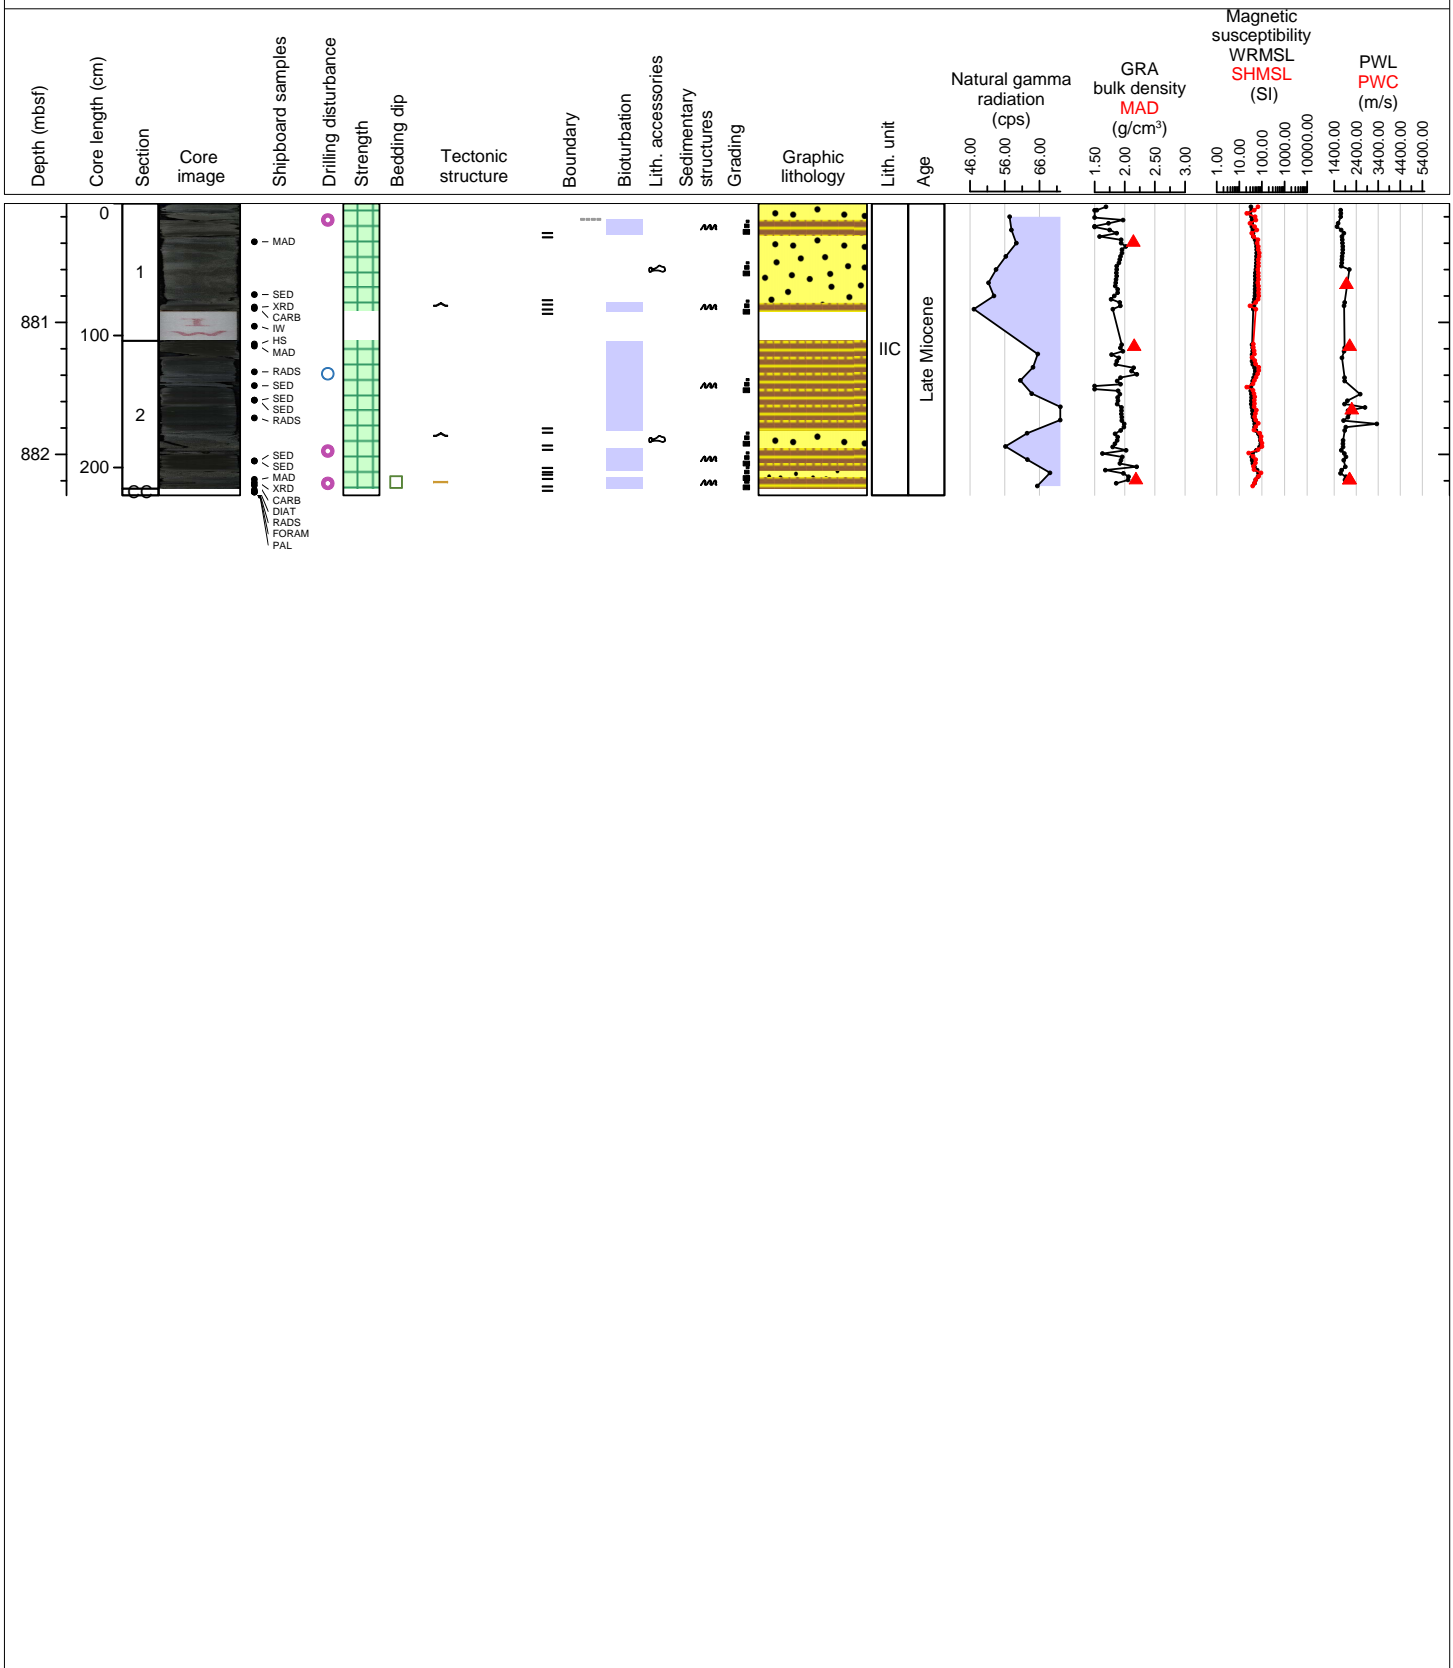 Depth (mbsf)
Core length (cm)
Section
Core
image
Shipboard samples
Drilling disturbance
Strength
Bedding dip
Tectonic
structure
Boundary
Bioturbation
Lith. accessories
Sedimentary
structures
Grading
Graphic
lithology
Lith. unit
Age
Natural gamma
radiation
(cps)
46.00
56.00
66.00
GRA
bulk density
MAD
(g/cm³)
1.50
2.00
2.50
3.00
Magnetic
susceptibility
WRMSL
SHMSL
(SI)
1.00
10.00
100.00
1000.00
10000.00
PWL
PWC
(m/s)
1400.00
2400.00
3400.00
4400.00
5400.00
881
882
0
100
200
1
2
CC
MAD
SED
XRD
CARB
IW
HS
MAD
RADS
SED
SED
SED
RADS
SED
SED
MAD
XRD
CARB
DIAT
RADS
FORAM
PAL
IIC
Late Miocene